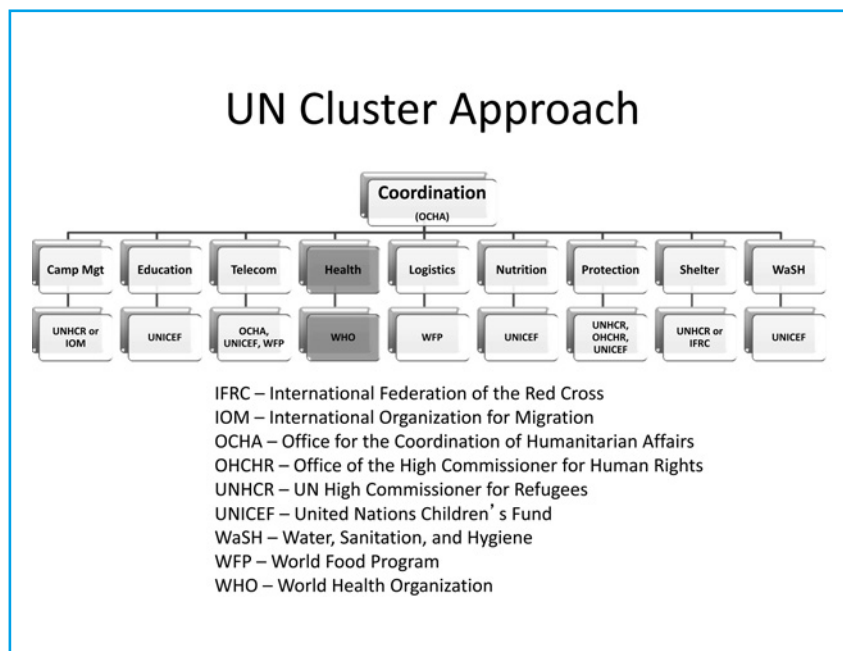 UN Cluster Approach
Coordination
(OCHA)
Camp Mgt
Education
Telecom
Health
Logistics
Nutrition
Protection
Shelter
WaSH
UNHCR or
IOM
UNICEF
OCHA,
UNICEF, WFP
WHO
WFP
UNICEF
UNHCR,
OHCHR,
UNICEF
UNHCR or
IFRC
UNICEF
IFRC – International Federation of the Red Cross
IOM – International Organization for Migration
OCHA – Office for the Coordination of Humanitarian Affairs
OHCHR – Office of the High Commissioner for Human Rights
UNHCR – UN High Commissioner for Refugees
UNICEF – United Nations Children's Fund
WaSH – Water, Sanitation, and Hygiene
WFP – World Food Program
WHO – World Health Organization